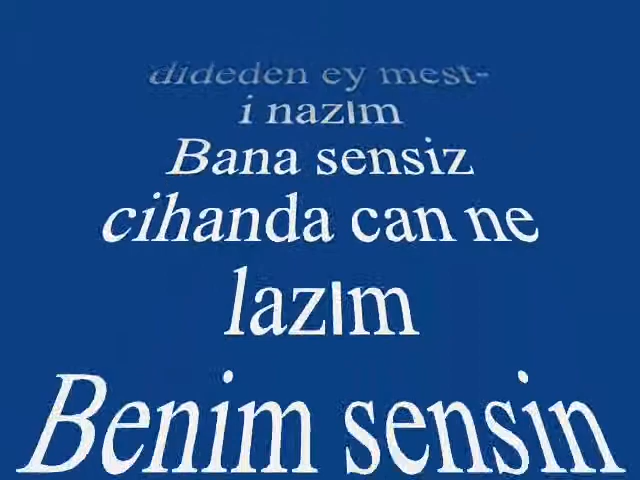 dideden ey mest-
i nazım
Bana sensiz
cihanda can ne
lazım
Benim sensin